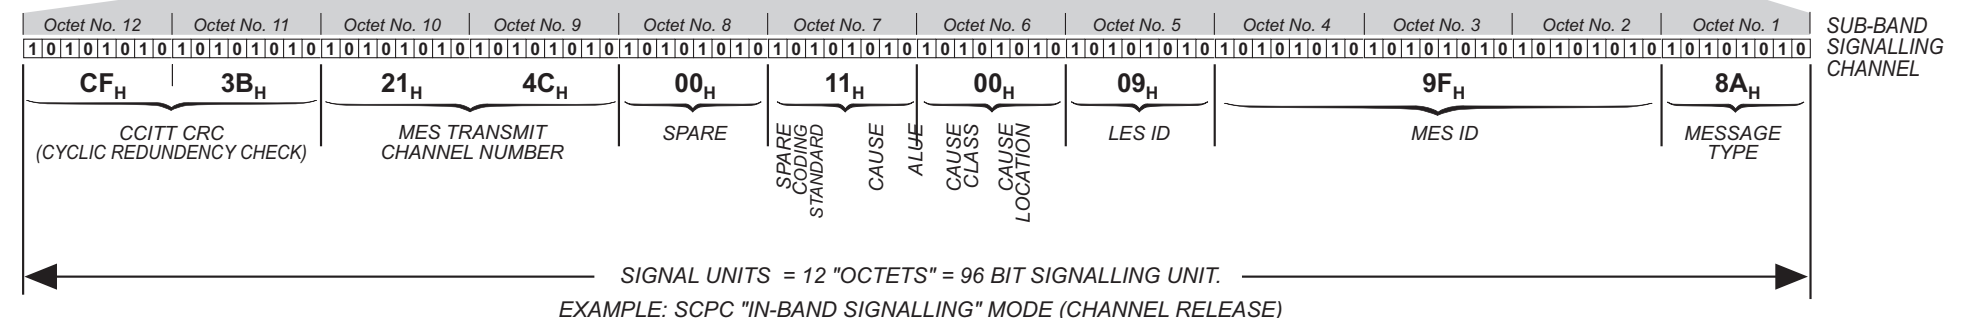 Octet No. 12 Octet No. 11 Octet No. 10 Octet No. 9 Octet No. 8 Octet No. 7 Octet No. 6 Octet No. 5 Octet No. 4 Octet No. 3 Octet No. 2 Octet No. 1
SUB-BAND
SIGNALLING
CHANNEL
1 0 1 0 1 0 1 0 1 0 1 0 1 0 1 0 1 0 1 0 1 0 1 0 1 0 1 0 1 0 1 0 1 0 1 0 1 0 1 0 1 0 1 0 1 0 1 0 1 0 1 0 1 0 1 0 1 0 1 0 1 0 1 0 1 0 1 0 1 0 1 0 1 0 1 0 1 0 1 0 1 0 1 0 1 0 1 0 1 0 1 0 1 0 1 0
CFH 3BH 21H 4CH 00H 11H 00H 09H 9FH 8AH
CCITT CRC
(CYCLIC REDUNDENCY CHECK)
MES TRANSMIT
CHANNEL NUMBER
SPARE
SPARE
CODING
STANDARD
CAUSE
ALUE
CAUSE
CLASS
CAUSE
LOCATION
LES ID
MES ID
MESSAGE
TYPE
SIGNAL UNITS = 12 "OCTETS" = 96 BIT SIGNALLING UNIT.
EXAMPLE: SCPC "IN-BAND SIGNALLING" MODE (CHANNEL RELEASE)